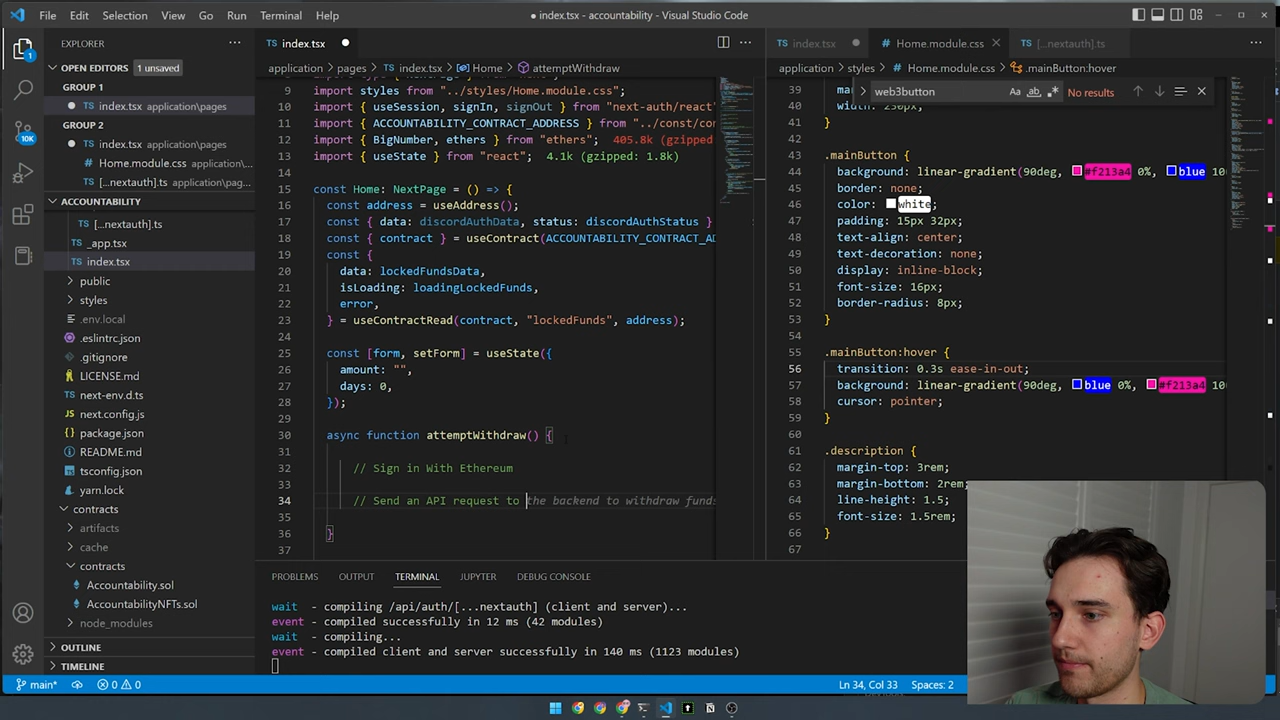 File Edit Selection View Go Run Terminal Help
● index.tsx - accountability - Visual Studio Code
EXPLORER
OPEN EDITORS 1 unsaved
GROUP 1
index.tsx application\pages
GROUP 2
index.tsx application\pages
Home.module.css application\...
[...nextauth].ts application\...
ACCOUNTABILITY
[...nextauth].ts
_app.tsx
index.tsx
public
styles
.env.local
.eslintrc.json
.gitignore
LICENSE.md
next-env.d.ts
next.config.js
package.json
README.md
tsconfig.json
yarn.lock
contracts
artifacts
cache
contracts
Accountability.sol
AccountabilityNFTs.sol
node_modules
OUTLINE
TIMELINE
index.tsx
application > pages > index.tsx > Home > attemptWithdraw
9 import styles from "../styles/Home.module.css";
10 import { useSession, signIn, signOut } from "next-auth/react"
11 import { ACCOUNTABILITY_CONTRACT_ADDRESS } from "../const/con
12 import { BigNumber, ethers } from "ethers"; 405.8k (gzipped
13 import { useState } from "react"; 4.1k (gzipped: 1.8k)
14
15 const Home: NextPage = () => {
16 const address = useAddress();
17 const { data: discordAuthData, status: discordAuthStatus }
18 const { contract } = useContract(ACCOUNTABILITY_CONTRACT_AD
19 const {
20 data: lockedFundsData,
21 isLoading: loadingLockedFunds,
22 error,
23 } = useContractRead(contract, "lockedFunds", address);
24
25 const [form, setForm] = useState({
26 amount: "",
27 days: 0,
28 });
29
30 async function attemptWithdraw() {
31
32 // Sign in With Ethereum
33
34 // Send an API request to the backend to withdraw funds
35
36 }
37
index.tsx Home.module.css [...nextauth].ts
application > styles > Home.module.css > .mainButton:hover
web3button Aa ab No results
39
40
41 }
42
43 .mainButton {
44 background: linear-gradient(90deg, #f213a4 0%, blue 10
45 border: none;
46 color: white;
47 padding: 15px 32px;
48 text-align: center;
49 text-decoration: none;
50 display: inline-block;
51 font-size: 16px;
52 border-radius: 8px;
53 }
54
55 .mainButton:hover {
56 transition: 0.3s ease-in-out;
57 background: linear-gradient(90deg, blue 0%, #f213a4 10
58 cursor: pointer;
59 }
60
61 .description {
62 margin-top: 3rem;
63 margin-bottom: 2rem;
64 line-height: 1.5;
65 font-size: 1.5rem;
66 }
67
PROBLEMS OUTPUT TERMINAL JUPYTER DEBUG CONSOLE
wait - compiling /api/auth/[...nextauth] (client and server)...
event - compiled successfully in 12 ms (42 modules)
wait - compiling...
event - compiled client and server successfully in 140 ms (1123 modules)
1
10K
main* 0 0 Ln 34, Col 33 Spaces: 2